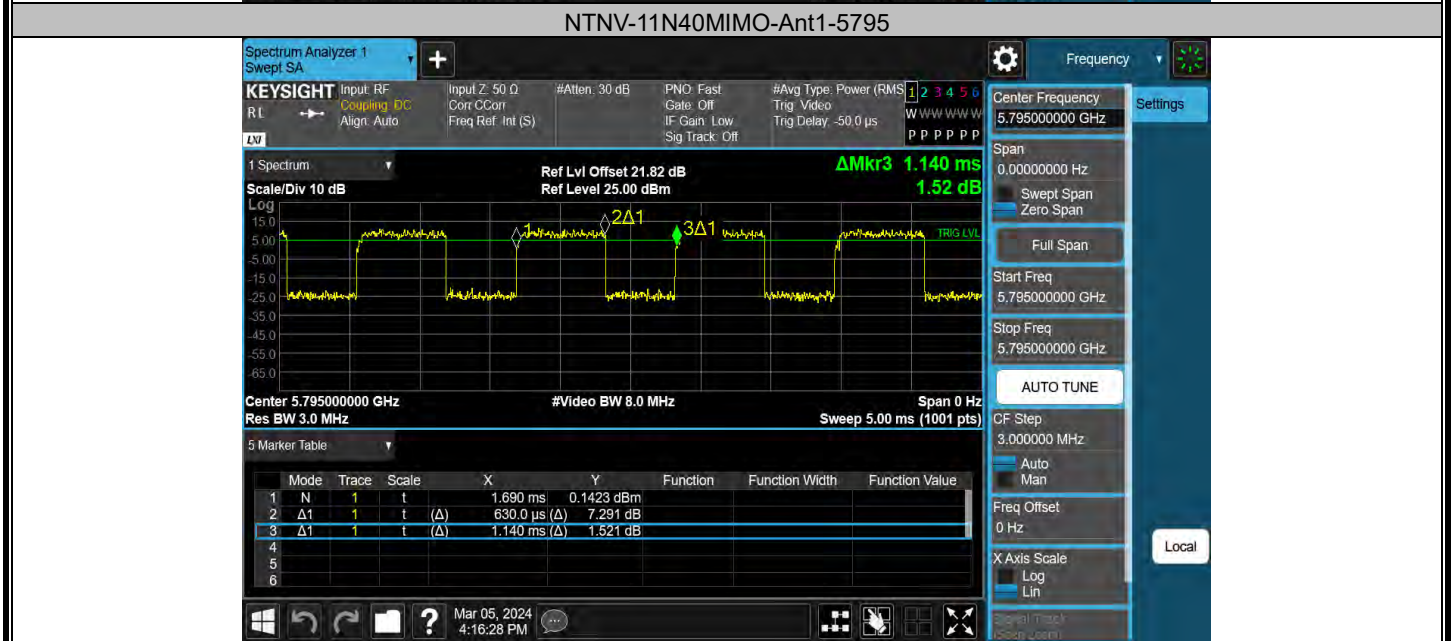 NTNV-11N40MIMO-Ant1-5795
Spectrum Analyzer 1
Swept SA
+
Frequency
KEYSIGHT
RL
LXI
Input: RF
Coupling: DC
Align: Auto
Input Z: 50 Ω
Corr CCorr
Freq Ref: Int (S)
#Atten: 30 dB
PNO: Fast
Gate: Off
IF Gain: Low
Sig Track: Off
#Avg Type: Power (RMS
Trig: Video
Trig Delay: -50.0 µs
1 2 3 4 5 6
W W W W W W
P P P P P P
1 Spectrum
Scale/Div 10 dB
Ref Lvl Offset 21.82 dB
Ref Level 25.00 dBm
ΔMkr3 1.140 ms
1.52 dB
Log
15.0
5.00
-5.00
-15.0
-25.0
-35.0
-45.0
-55.0
-65.0
1
2Δ1
3Δ1
TRIG LVL
Center 5.795000000 GHz
#Video BW 8.0 MHz
Span 0 Hz
Res BW 3.0 MHz
Sweep 5.00 ms (1001 pts)
5 Marker Table
Mode Trace Scale X Y Function Function Width Function Value
1 N 1 t 1.690 ms 0.1423 dBm
2 Δ1 1 t (Δ) 630.0 µs (Δ) 7.291 dB
3 Δ1 1 t (Δ) 1.140 ms (Δ) 1.521 dB
4
5
6
Mar 05, 2024
4:16:28 PM
?
Center Frequency
5.795000000 GHz
Settings
Span
0.00000000 Hz
Swept Span
Zero Span
Full Span
Start Freq
5.795000000 GHz
Stop Freq
5.795000000 GHz
AUTO TUNE
CF Step
3.000000 MHz
Auto
Man
Freq Offset
0 Hz
X Axis Scale
Log
Lin
Local